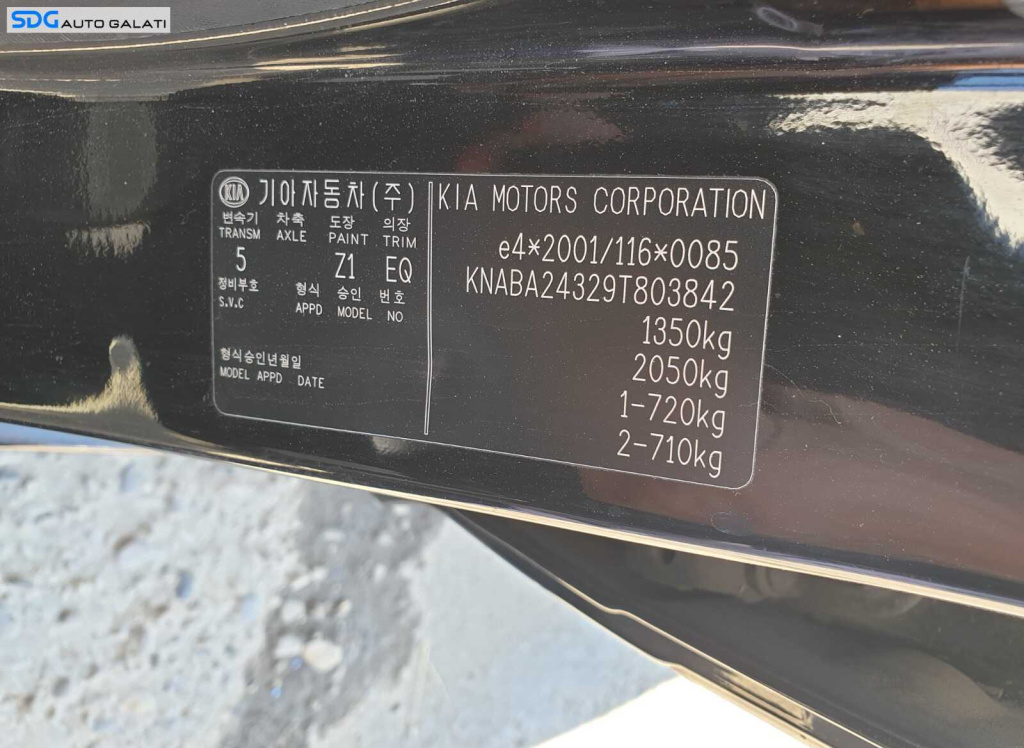 SDG AUTO GALATI
KIA 기아자동차(주)
변속기 차축 도장 의장
TRANSM AXLE PAINT TRIM
5 Z1 EQ
정비부호 형식 승인 번호
S.V.C APPD MODEL NO
형식승인년월일
MODEL APPD DATE
KIA MOTORS CORPORATION
e4*2001/116*0085
KNABA24329T803842
1350kg
2050kg
1-720kg
2-710kg